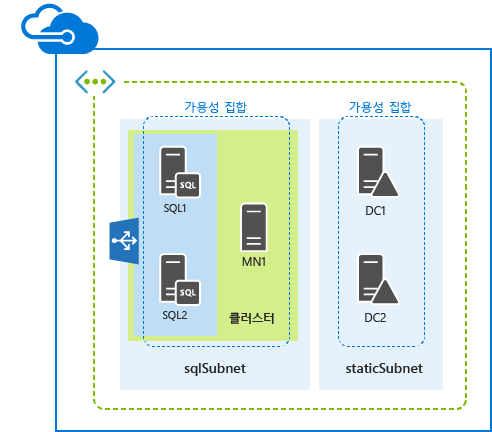 가용성 집합
가용성 집합
SQL
SQL1
DC1
MN1
SQL
SQL2
클러스터
DC2
sqlSubnet
staticSubnet